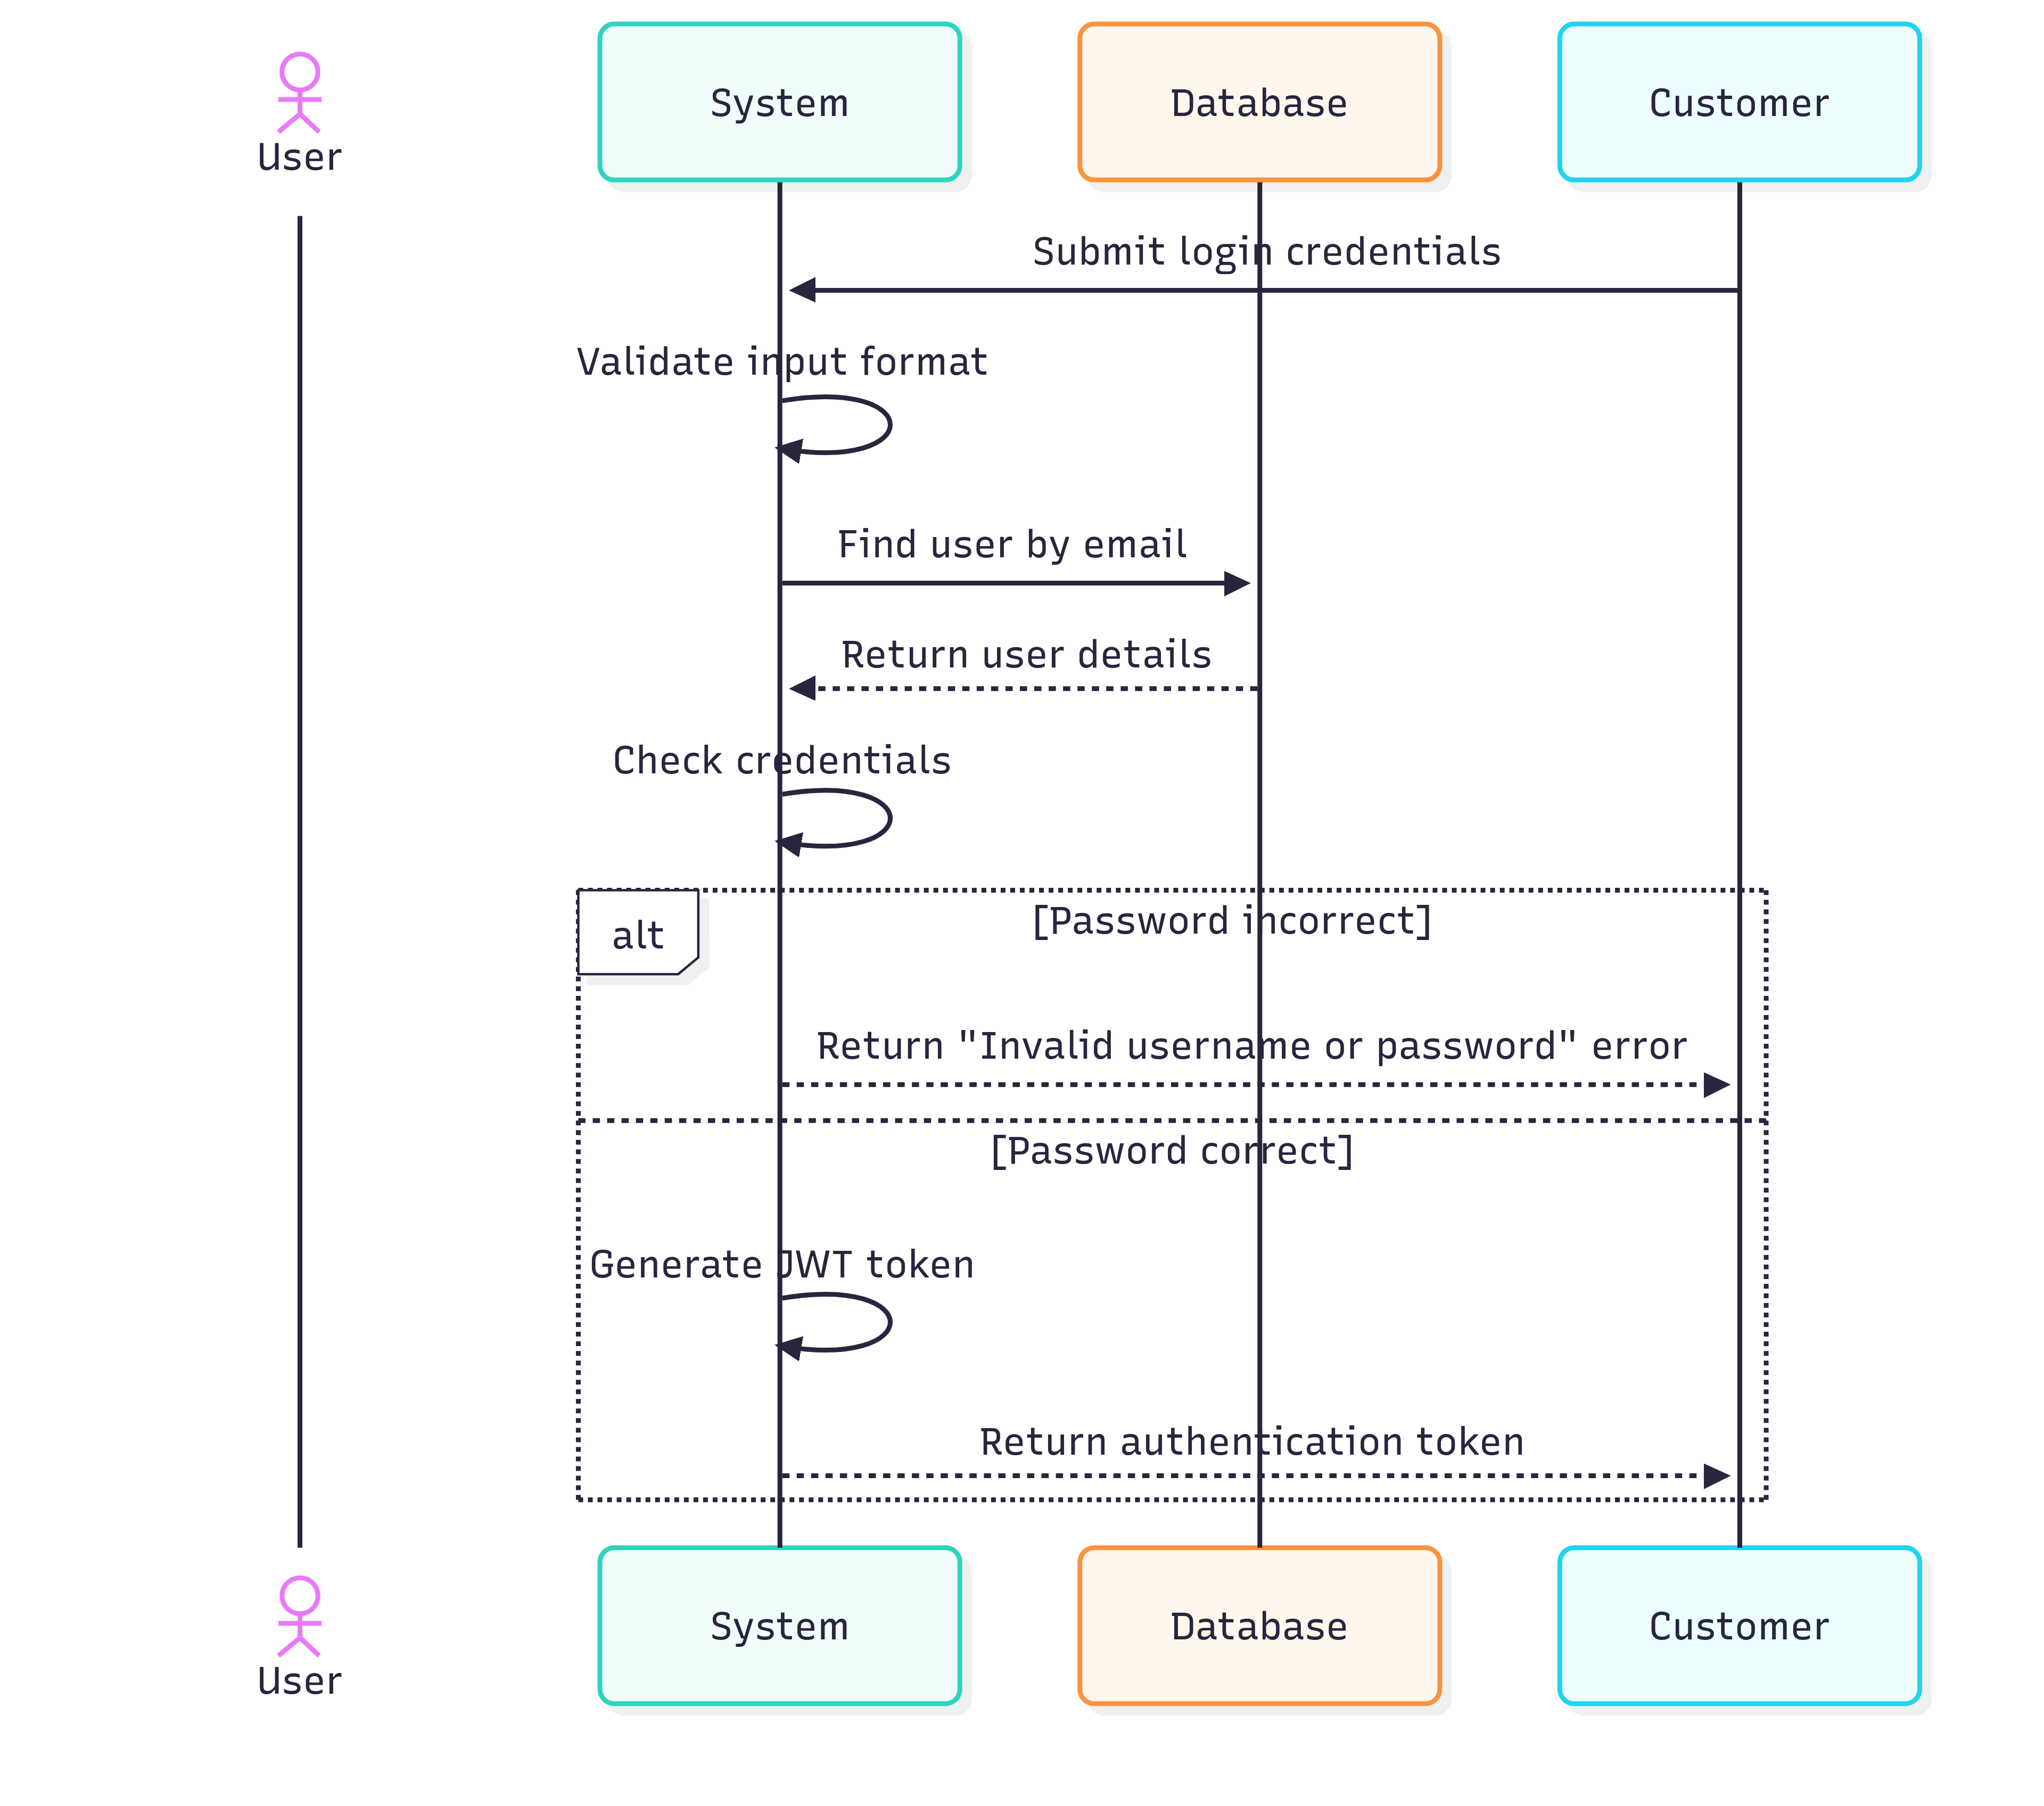 User
System
Database
Customer
Submit login credentials
Validate input format
Find user by email
Return user details
Check credentials
alt
[Password incorrect]
Return "Invalid username or password" error
[Password correct]
Generate JWT token
Return authentication token
User
System
Database
Customer